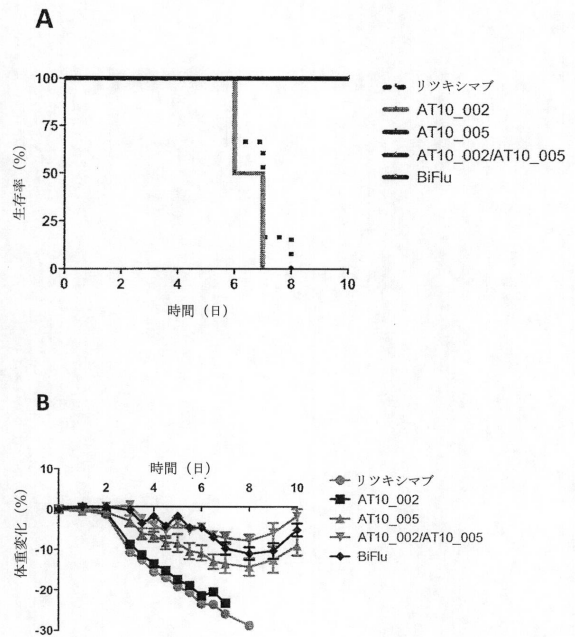 A
100
75
50
25
0
生存率 (%)
0 2 4 6 8 10
時間 (日)
リツキシマブ
AT10_002
AT10_005
AT10_002/AT10_005
BiFlu
B
時間 (日)
2 4 6 8 10
10
0
-10
-20
-30
体重変化 (%)
リツキシマブ
AT10_002
AT10_005
AT10_002/AT10_005
BiFlu